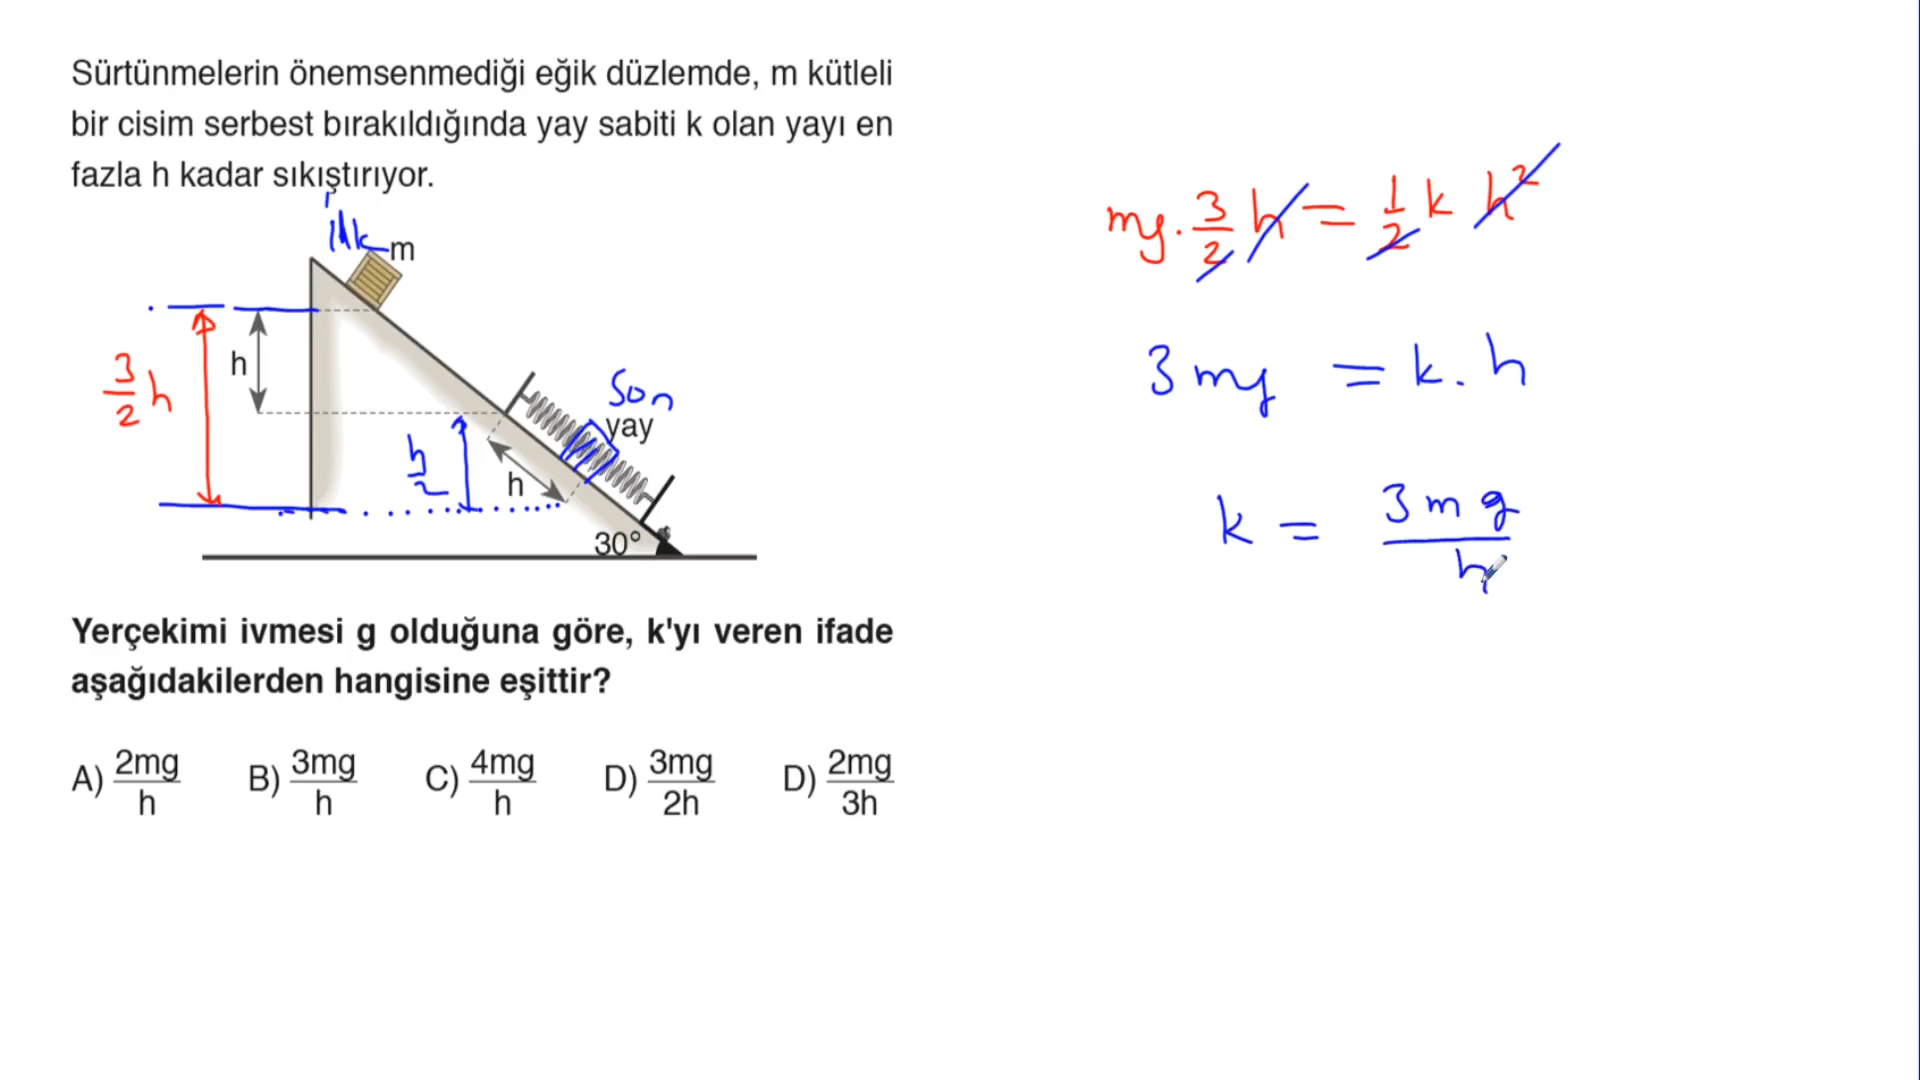 Sürtünmelerin önemsenmediği eğik düzlemde, m kütleli
bir cisim serbest bırakıldığında yay sabiti k olan yayı en
fazla h kadar sıkıştırıyor.
ilk
m
h
3/2 h
h/2
h
Son
yay
30°
Yerçekimi ivmesi g olduğuna göre, k'yı veren ifade
aşağıdakilerden hangisine eşittir?
A) 2mg/h B) 3mg/h C) 4mg/h D) 3mg/2h D) 2mg/3h
mg. 3/2 h = 1/2 k h²
3mg = k. h
k = 3mg/h